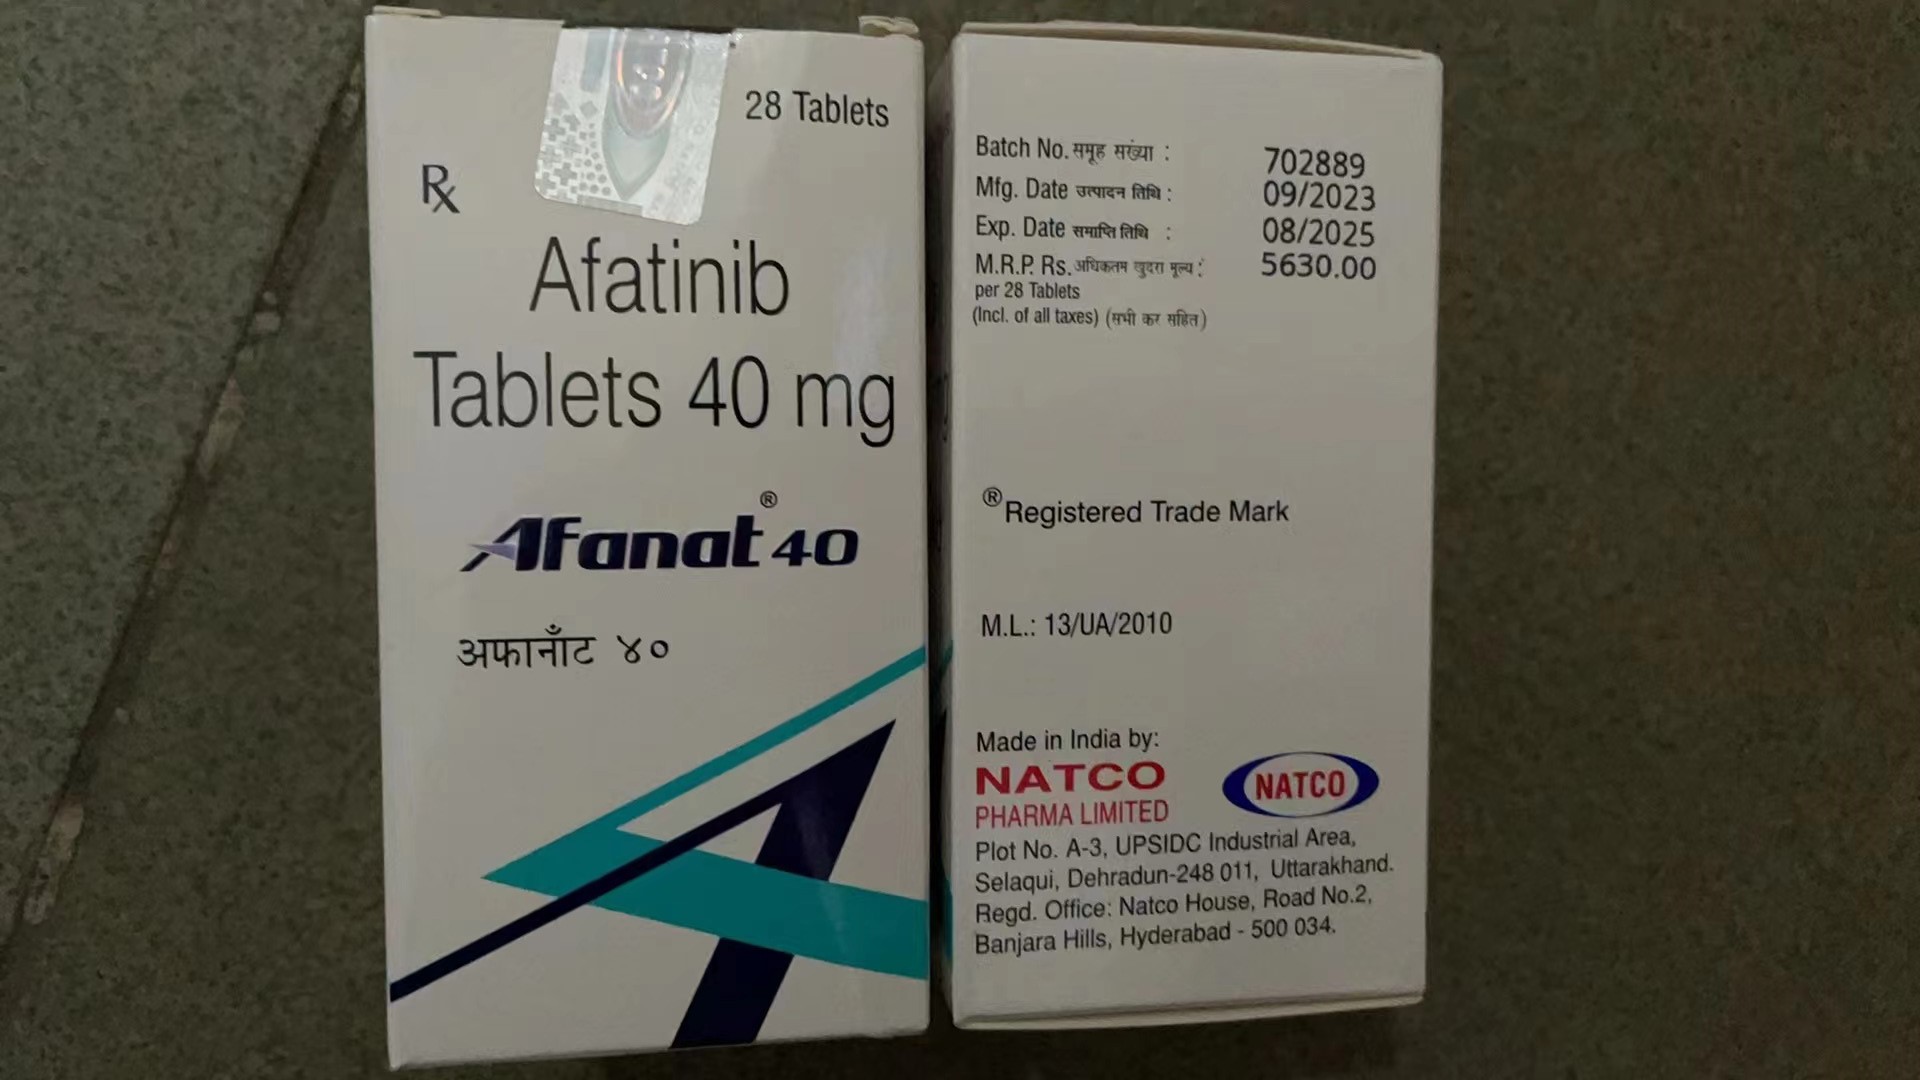 28 Tablets
Rx
Afatinib
Tablets 40 mg
Afanat® 40
अफानाँट ४०
Batch No. समूह सख्या : 702889
Mfg. Date उत्पादन तिथि : 09/2023
Exp. Date समाप्ति तिथि : 08/2025
M.R.P. Rs. अधिकतम खुदरा मूल्य : 5630.00
per 28 Tablets
(Incl. of all taxes) (सभी कर सहित)
® Registered Trade Mark
M.L.: 13/UA/2010
Made in India by:
NATCO
PHARMA LIMITED
NATCO
Plot No. A-3, UPSIDC Industrial Area,
Selaqui, Dehradun-248 011, Uttarakhand.
Regd. Office: Natco House, Road No.2,
Banjara Hills, Hyderabad - 500 034.